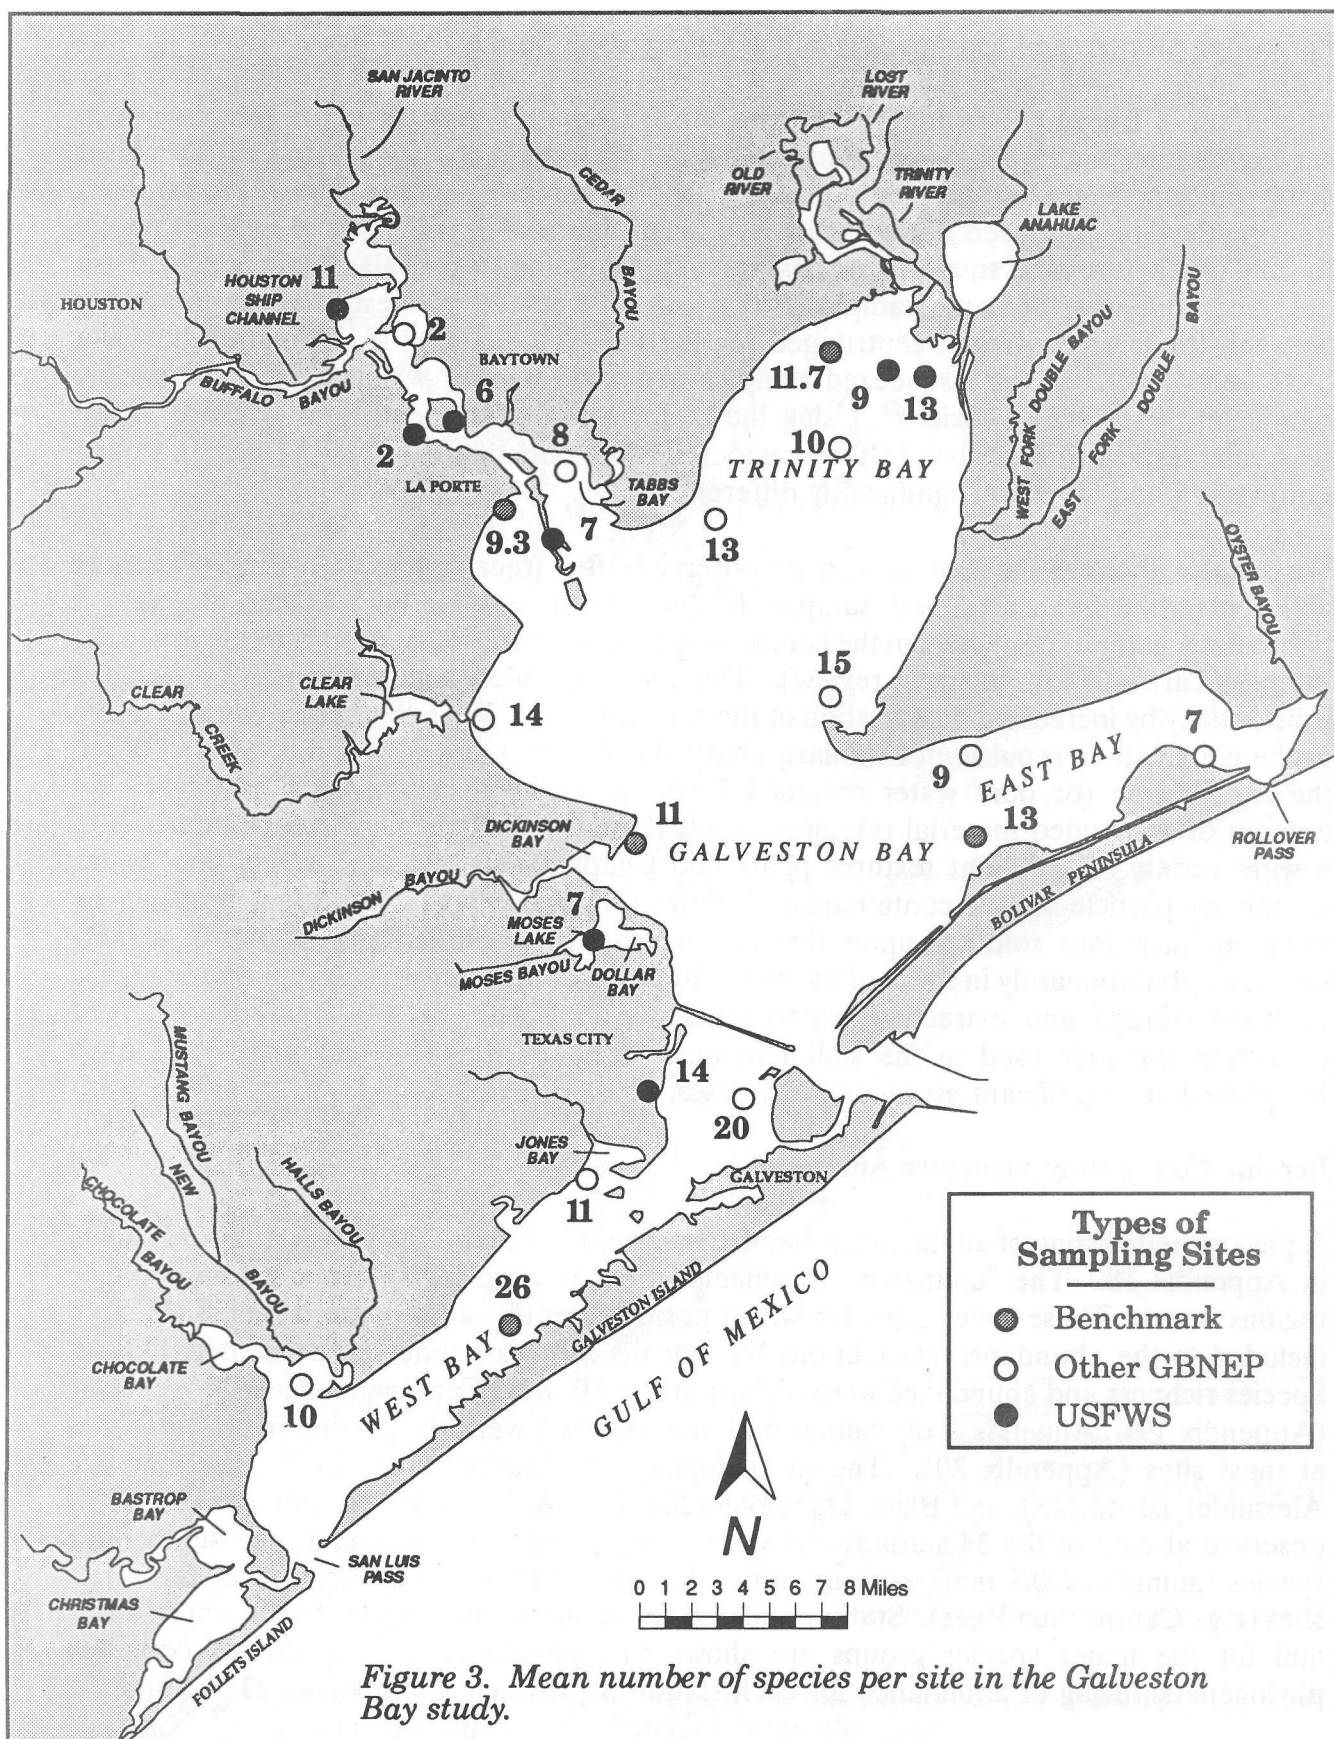 SAN JACINTO
RIVER
LOST
RIVER
OLD
RIVER
TRINITY
RIVER
LAKE
ANAHUAC
CEDAR
BAYOU
HOUSTON
HOUSTON
SHIP
CHANNEL
11
2
BAYTOWN
BUFFALO BAYOU
6
2
8
LA PORTE
TABBS
BAY
9.3
7
11.7
9
13
10
TRINITY BAY
13
WEST FORK DOUBLE BAYOU
EAST FORK DOUBLE BAYOU
OYSTER BAYOU
15
CLEAR
CREEK
CLEAR
LAKE
14
7
9
EAST BAY
13
11
DICKINSON
BAY
GALVESTON BAY
ROLLOVER
PASS
BOLIVAR PENINSULA
DICKINSON BAYOU
7
MOSES
LAKE
MOSES BAYOU
DOLLAR
BAY
TEXAS CITY
14
20
MUSTANG BAYOU
NEW
BAYOU
HALLS BAYOU
CHOCOLATE
BAYOU
JONES
BAY
11
GALVESTON
26
GALVESTON ISLAND
GULF OF MEXICO
WEST BAY
CHOCOLATE
BAY
10
BASTROP
BAY
SAN LUIS
PASS
CHRISTMAS
BAY
FOLLETS ISLAND
Types of
Sampling Sites
Benchmark
Other GBNEP
USFWS
N
0 1 2 3 4 5 6 7 8 Miles
Figure 3. Mean number of species per site in the Galveston
Bay study.